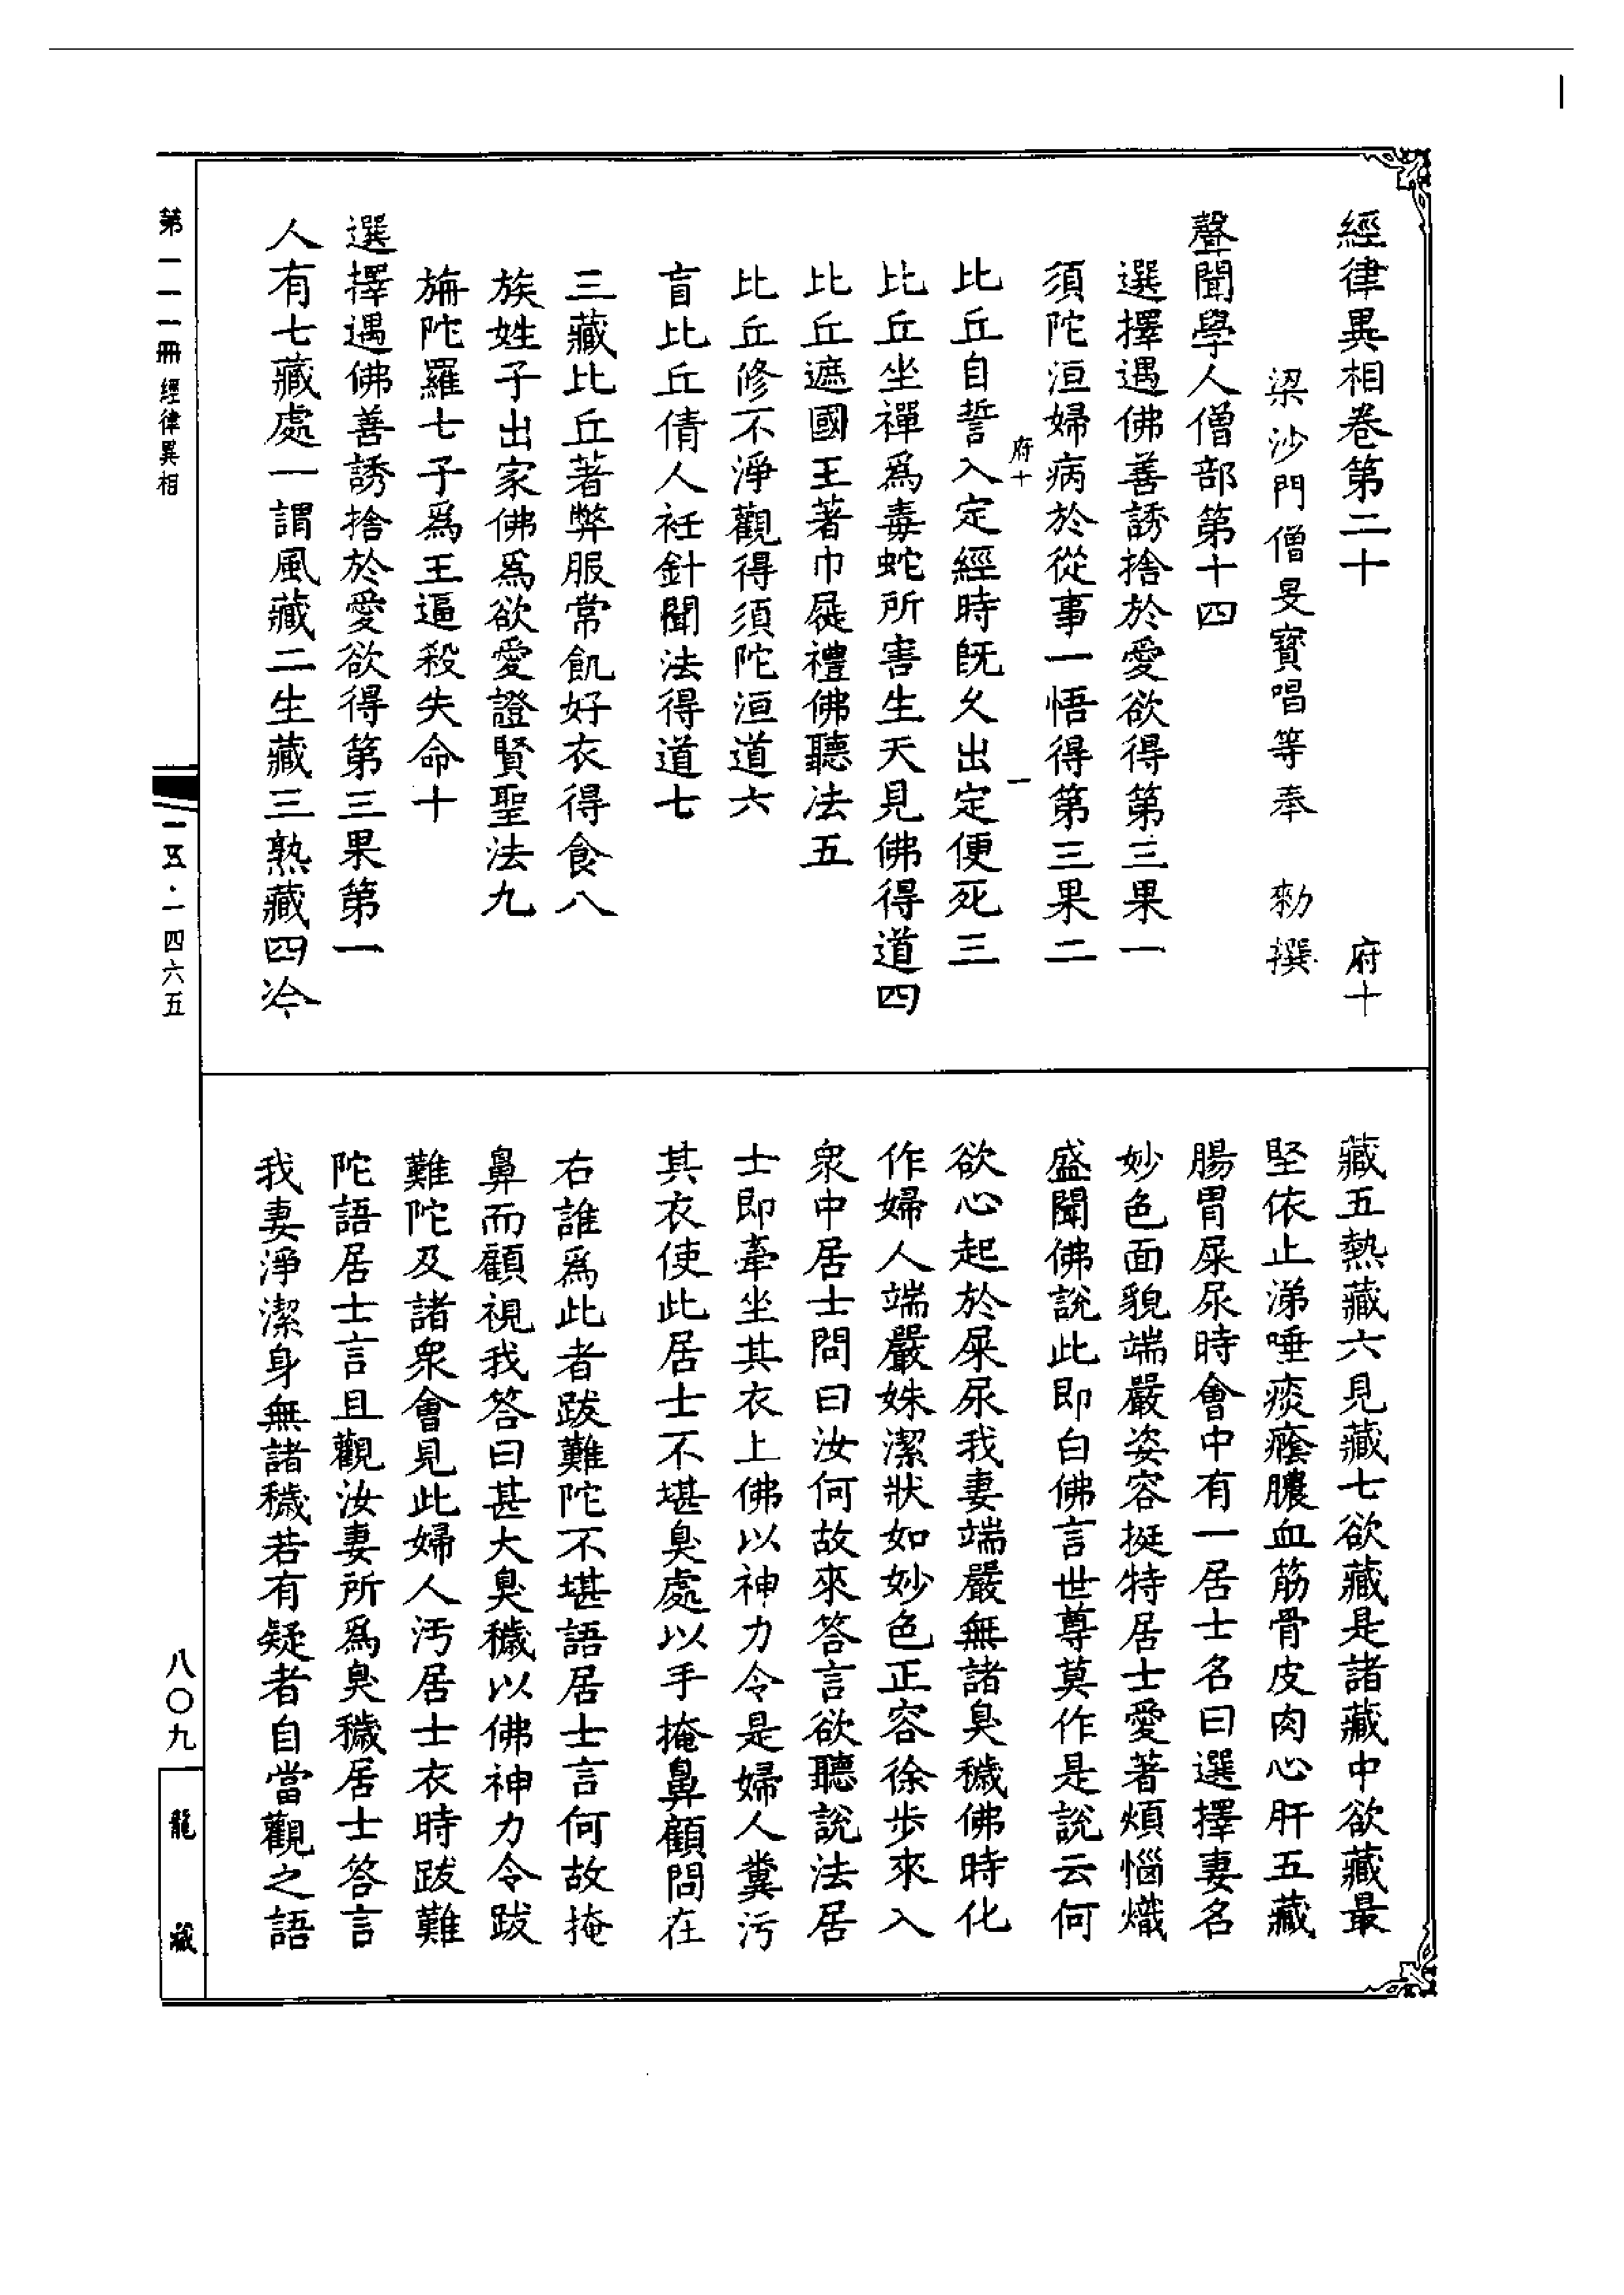 經律異相卷第二十　府十
梁沙門僧旻寶唱等奉　勑撰
聲聞學人僧部第十四
選擇遇佛善誘捨於愛欲得第三果一
須陀洹婦病於從事一悟得第三果二
府十　一
比丘自誓入定經時旣久出定便死三
比丘坐禪爲毒蛇所害生天見佛得道四
比丘遮國王著巾屣禮佛聽法五
比丘修不淨觀得須陀洹道六
盲比丘倩人衽針聞法得道七
三藏比丘著弊服常飢好衣得食八
族姓子出家佛爲欲愛證賢聖法九
旃陀羅七子爲王逼殺失命十
選擇遇佛善誘捨於愛欲得第三果第一
人有七藏處一謂風藏二生藏三熟藏四冷
藏五熱藏六見藏七欲藏是諸藏中欲藏最
堅依止涕唾痰癊膿血筋骨皮肉心肝五藏
腸胃屎尿時會中有一居士名曰選擇妻名
妙色面貌端嚴姿容挺特居士愛著煩惱熾
盛聞佛說此即白佛言世尊莫作是說云何
欲心起於屎尿我妻端嚴無諸臭穢佛時化
作婦人端嚴姝潔狀如妙色正容徐步來入
衆中居士問曰汝何故來答言欲聽說法居
士即牽坐其衣上佛以神力令是婦人糞污
其衣使此居士不堪臭處以手掩鼻顧問在
右誰爲此者跋難陀不堪語居士言何故掩
鼻而顧視我答曰甚大臭穢以佛神力令跋
難陀及諸衆會見此婦人汚居士衣時跋難
陀語居士言且觀汝妻所爲臭穢居士答言
我妻淨潔身無諸穢若有疑者自當觀之語
第一一一冊　經律異相
一五·一四六五
八〇九
龍藏